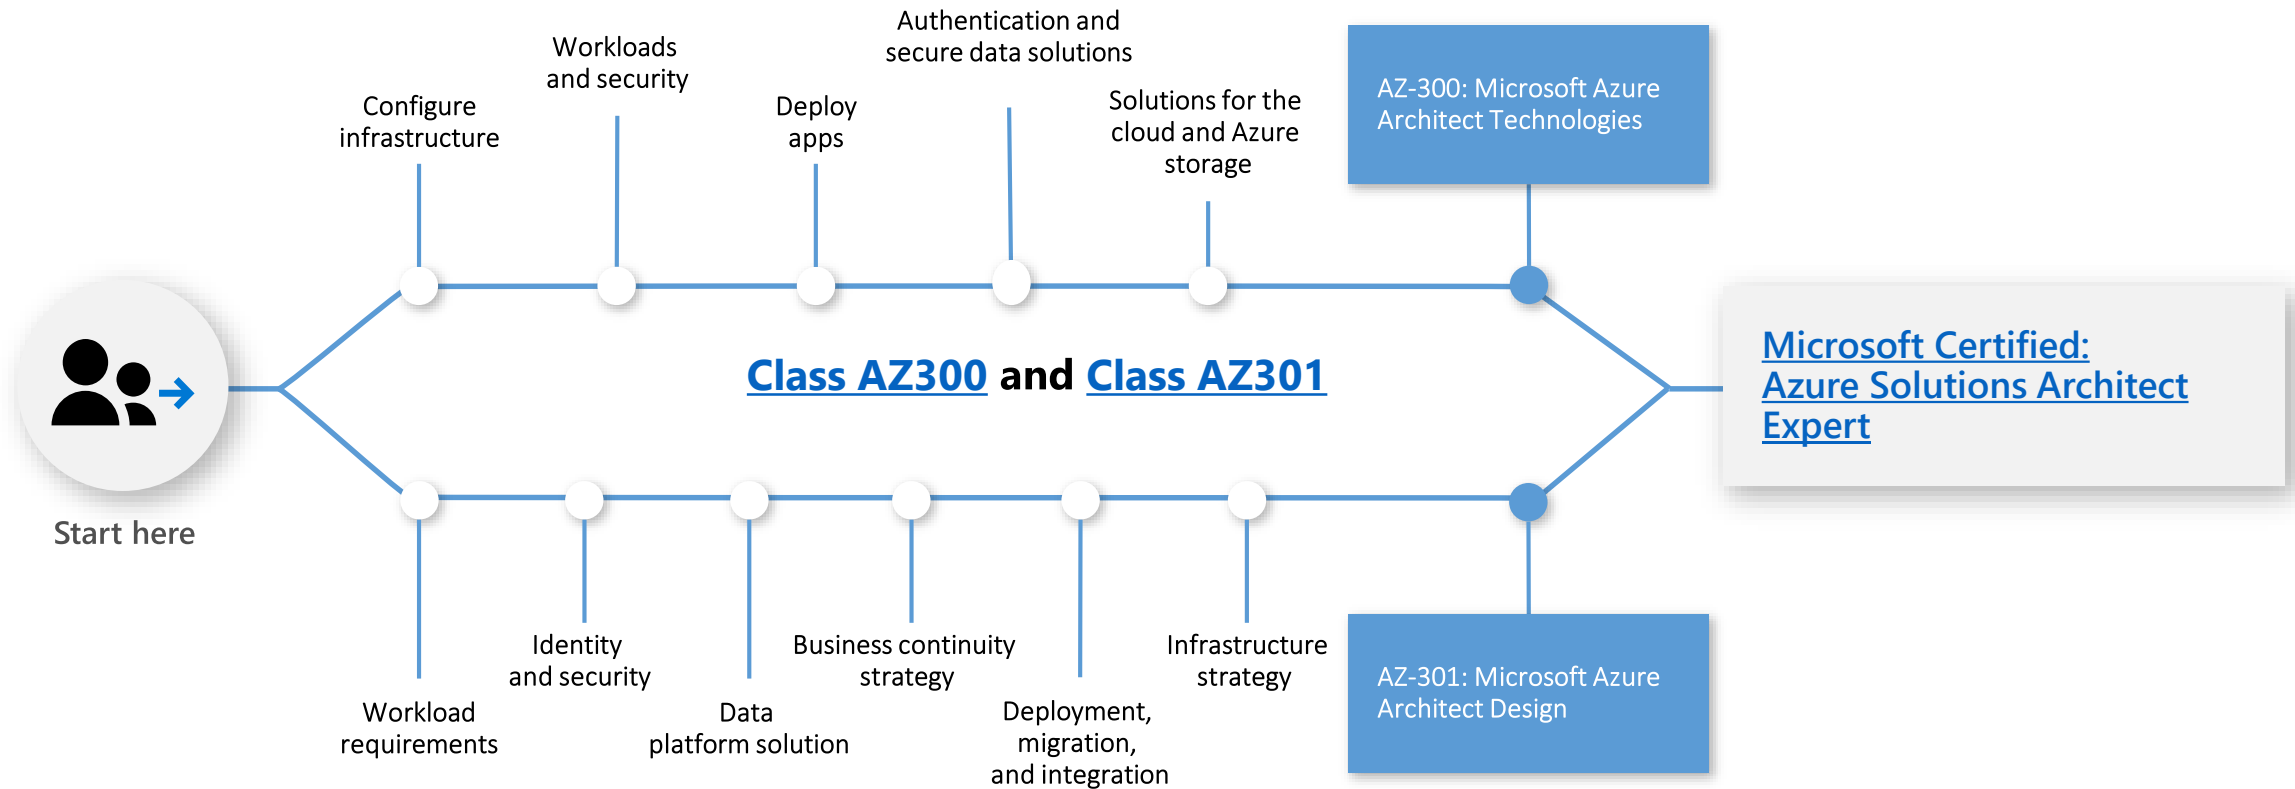 Configure
infrastructure
Workloads
and security
Deploy
apps
Authentication and
secure data solutions
Solutions for the
cloud and Azure
storage
AZ-300: Microsoft Azure
Architect Technologies
Start here
Class AZ300 and Class AZ301
Microsoft Certified:
Azure Solutions Architect
Expert
Workload
requirements
Identity
and security
Data
platform solution
Business continuity
strategy
Deployment,
migration,
and integration
Infrastructure
strategy
AZ-301: Microsoft Azure
Architect Design